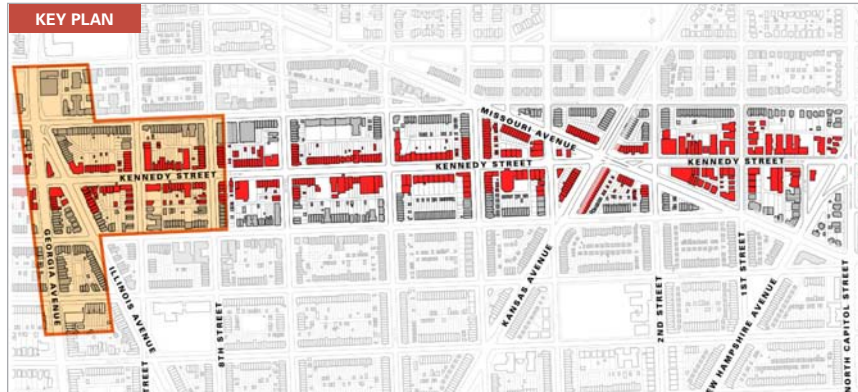 KEY PLAN
MISSOURI AVENUE
KENNEDY STREET
KENNEDY STREET
KENNEDY STREET
GEORGIA AVENUE
ILLINOIS AVENUE
8TH STREET
KANSAS AVENUE
2ND STREET
1ST STREET
NEW HAMPSHIRE AVENUE
NORTH CAPITOL STREET
STREET